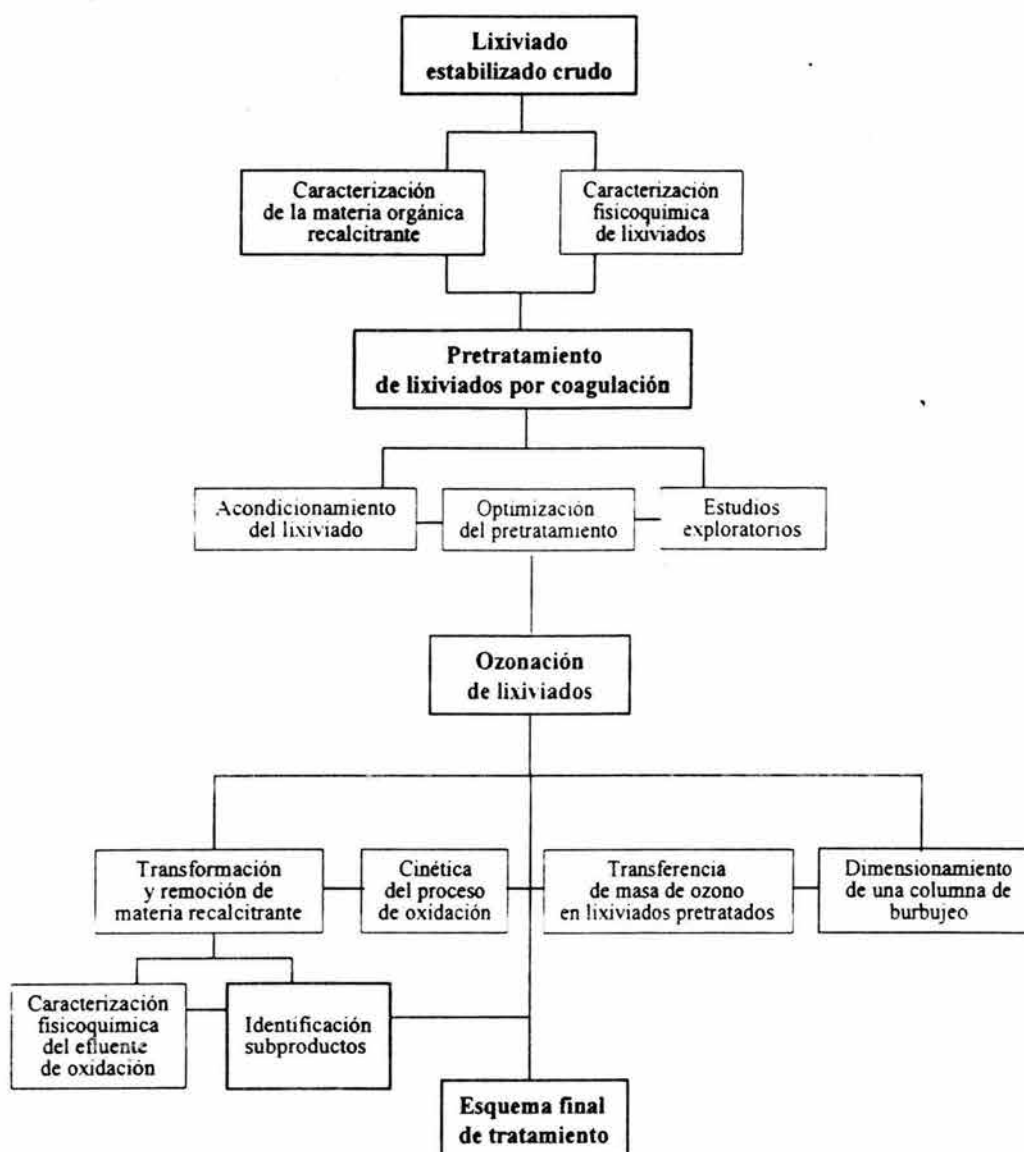 Lixiviado
estabilizado crudo
Caracterización
de la materia orgánica
recalcitrante
Caracterización
fisicoquímica
de lixiviados
Pretratamiento
de lixiviados por coagulación
Acondicionamiento
del lixiviado
Optimización
del pretratamiento
Estudios
exploratorios
Ozonación
de lixiviados
Transformación
y remoción de
materia recalcitrante
Cinética
del proceso
de oxidación
Transferencia
de masa de ozono
en lixiviados pretratados
Dimensionamiento
de una columna de
burbujeo
Caracterización
fisicoquímica
del efluente
de oxidación
Identificación
subproductos
Esquema final
de tratamiento